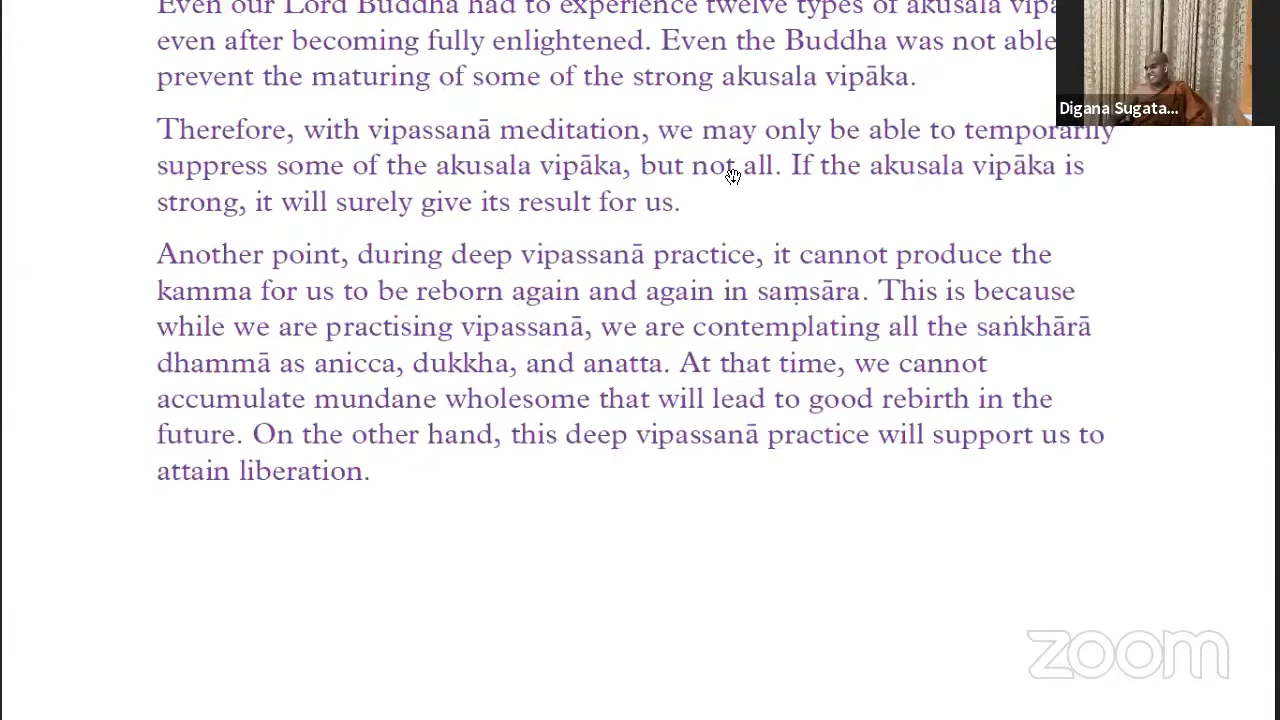 Even our Lord Buddha had to experience twelve types of akusala
even after becoming fully enlightened. Even the Buddha was not able
prevent the maturing of some of the strong akusala vipāka.
Therefore, with vipassanā meditation, we may only be able to temporarily
suppress some of the akusala vipāka, but not all. If the akusala vipāka is
strong, it will surely give its result for us.
Another point, during deep vipassanā practice, it cannot produce the
kamma for us to be reborn again and again in saṃsāra. This is because
while we are practising vipassanā, we are contemplating all the saṅkhārā
dhammā as anicca, dukkha, and anatta. At that time, we cannot
accumulate mundane wholesome that will lead to good rebirth in the
future. On the other hand, this deep vipassanā practice will support us to
attain liberation.
Digana Sugata...
zoom